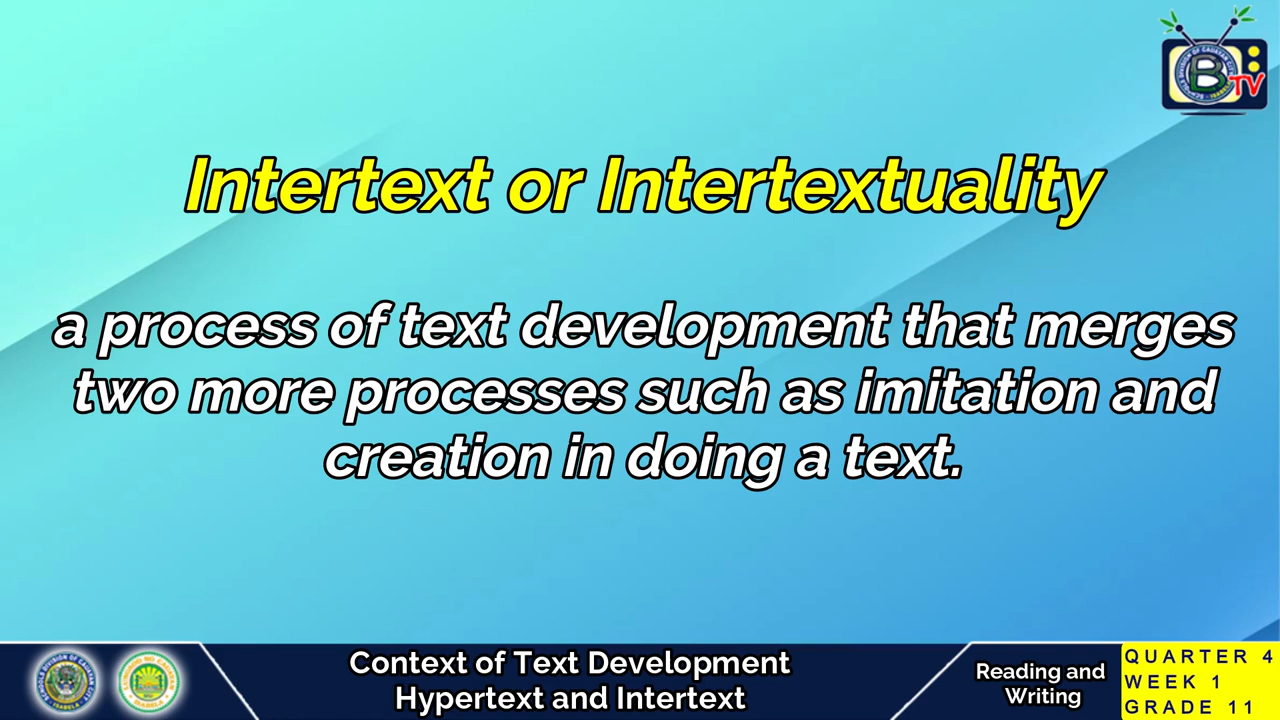 B
TV
Intertext or Intertextuality
a process of text development that merges
two more processes such as imitation and
creation in doing a text.
Context of Text Development
Hypertext and Intertext
Reading and
Writing
QUARTER 4
WEEK 1
GRADE 11